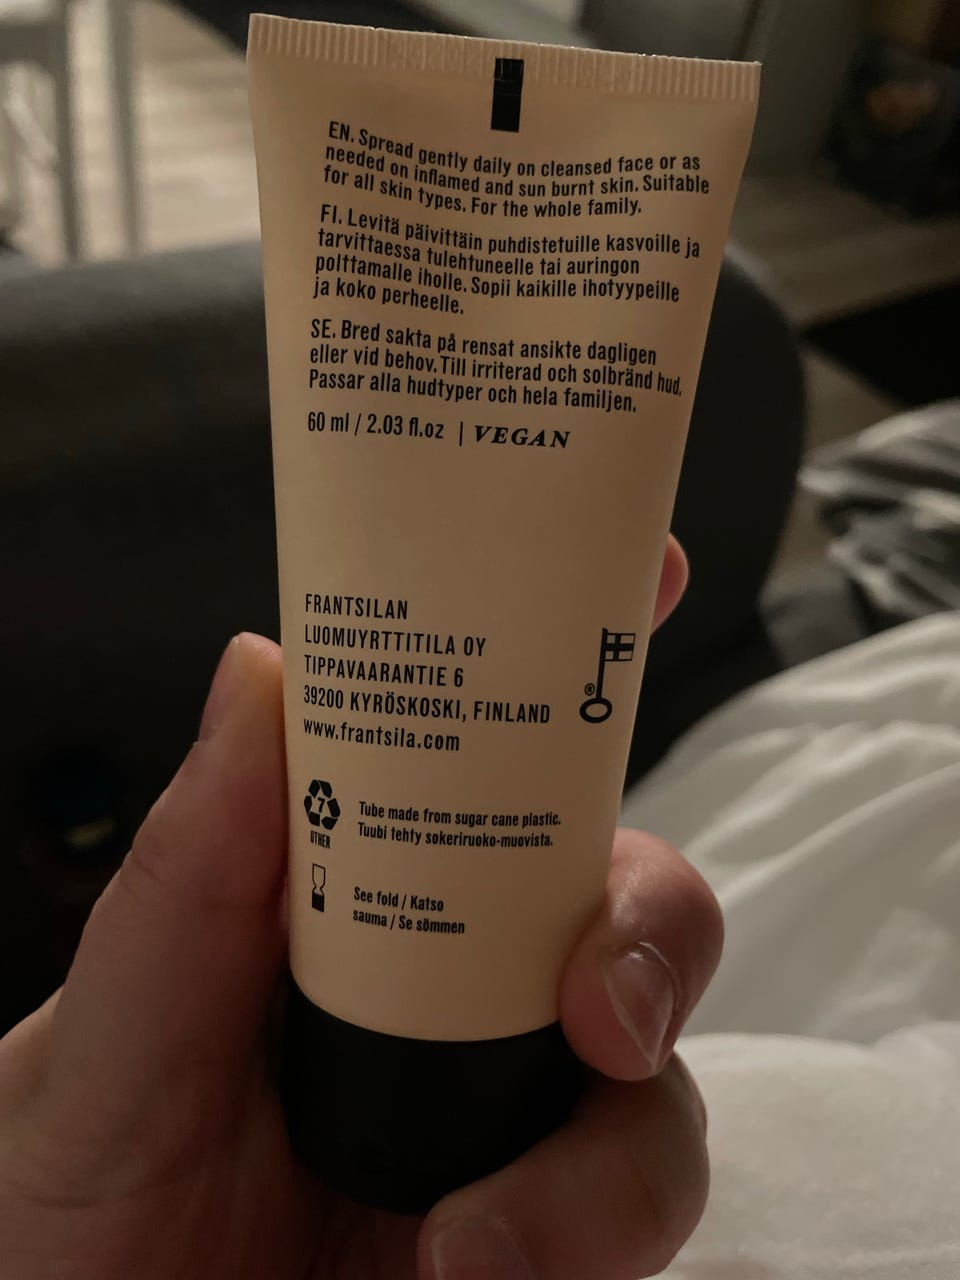 EN. Spread gently daily on cleansed face or as
needed on inflamed and sun burnt skin. Suitable
for all skin types. For the whole family.
FI. Levitä päivittäin puhdistetuille kasvoille ja
tarvittaessa tulehtuneelle tai auringon
polttamalle iholle. Sopii kaikille ihotyypeille
ja koko perheelle.
SE. Bred sakta på rensat ansikte dagligen
eller vid behov. Till irriterad och solbränd hud.
Passar alla hudtyper och hela familjen.
60 ml / 2.03 fl.oz | VEGAN
FRANTSILAN
LUOMUYRTTITILA OY
TIPPAVAARANTIE 6
39200 KYRÖSKOSKI, FINLAND
www.frantsila.com
®
7
OTHER
Tube made from sugar cane plastic.
Tuubi tehty sokeriruoko-muovista.
See fold / Katso
sauma / Se sömmen